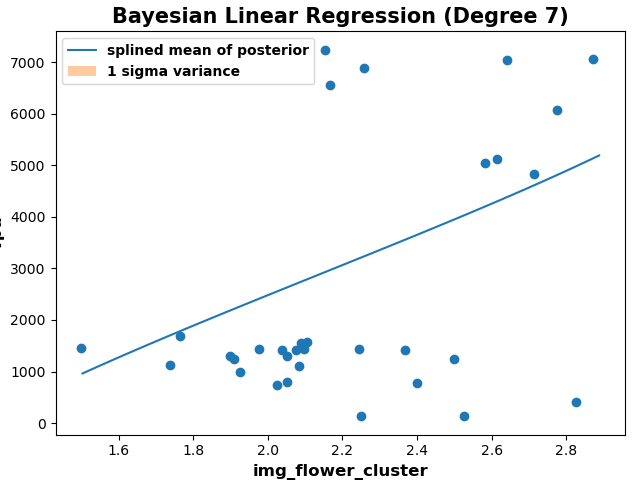 Bayesian Linear Regression (Degree 7)
splined mean of posterior
1 sigma variance
7000
6000
5000
4000
3000
2000
1000
0
1.6 1.8 2.0 2.2 2.4 2.6 2.8
img_flower_cluster